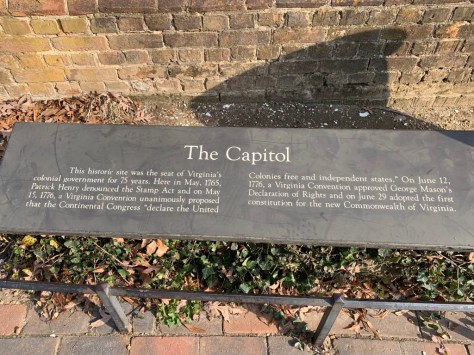 The Capitol
This historic site was the seat of Virginia's
colonial government for 75 years. Here in May, 1765,
Patrick Henry denounced the Stamp Act and on May
15, 1776, a Virginia Convention unanimously proposed
that the Continental Congress "declare the United
Colonies free and independent states." On June 12,
1776, a Virginia Convention approved George Mason's
Declaration of Rights and on June 29 adopted the first
constitution for the new Commonwealth of Virginia.